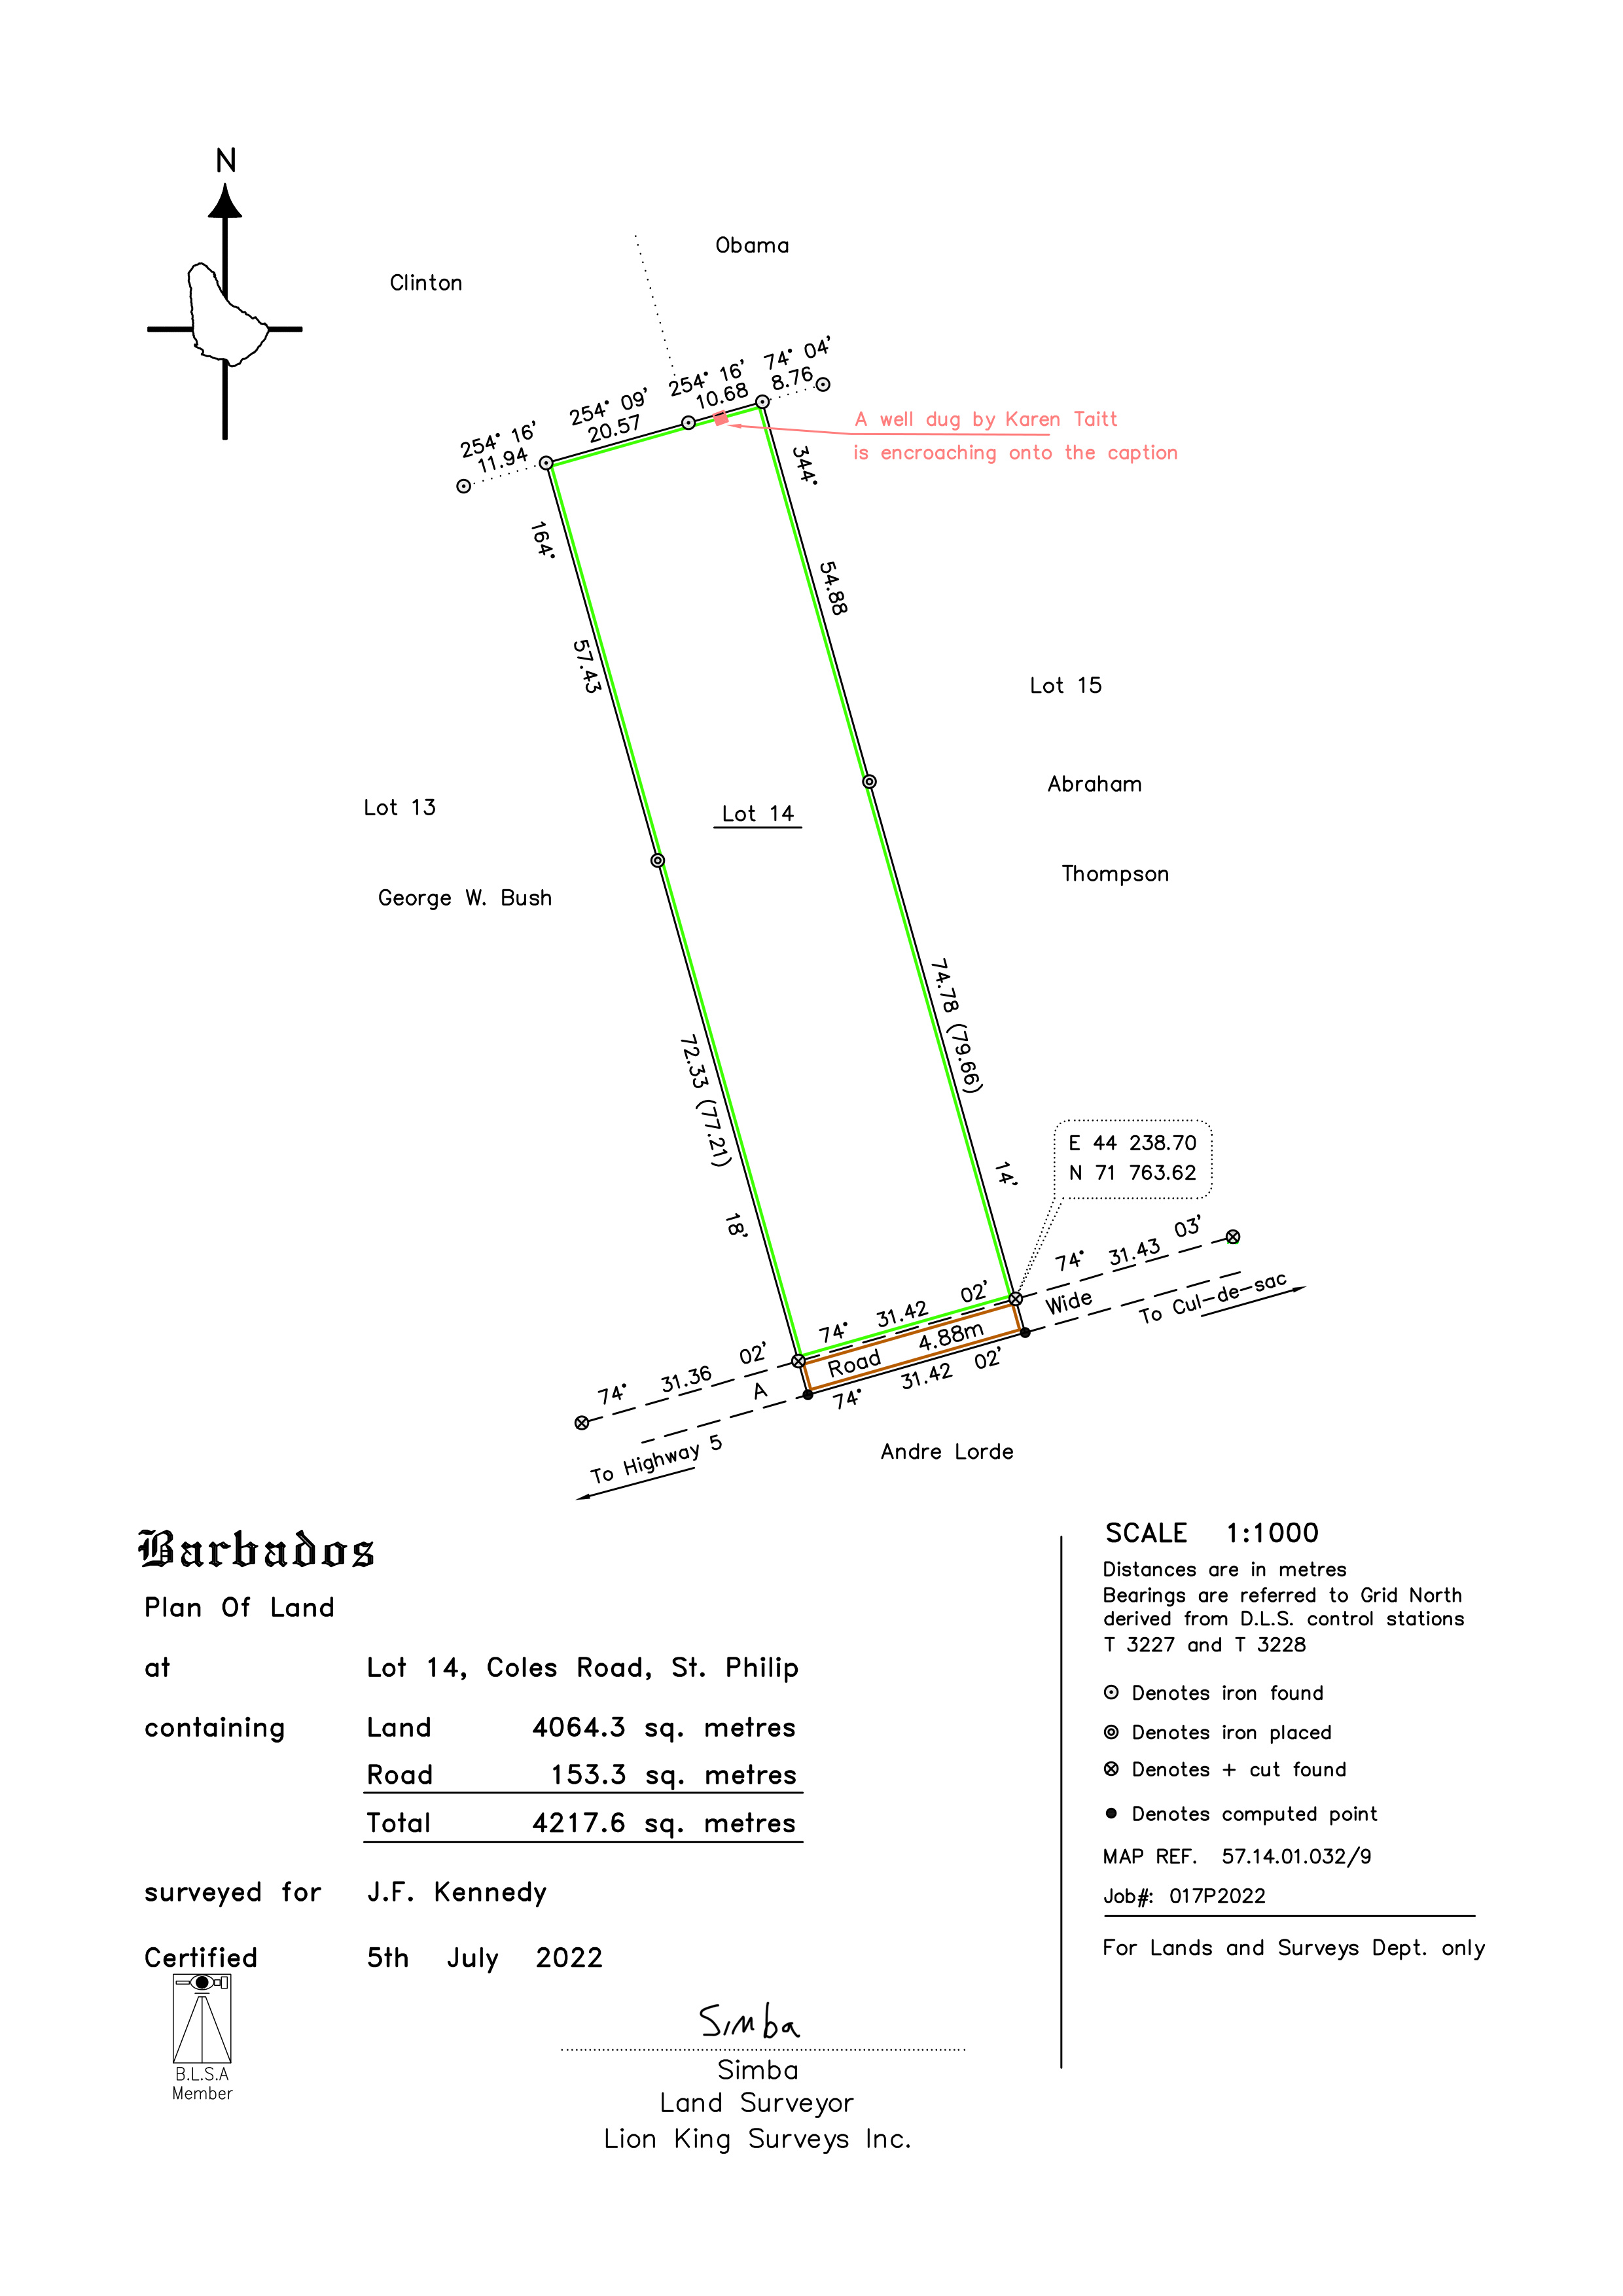 N
Obama
Clinton
254° 16'
11.94
254° 09'
20.57
254° 16'
10.68
74° 04'
8.76
A well dug by Karen Taitt
is encroaching onto the caption
344°
164°
54.88
57.43
Lot 15
Abraham
Lot 13
Lot 14
Thompson
George W. Bush
74.78 (79.66)
72.33 (77.21)
14'
18'
E 44 238.70
N 71 763.62
74° 31.43 03'
74° 31.42 02'
Wide
To Cul-de-sac
Road 4.88m
74° 31.36 02'
A
74° 31.42 02'
To Highway 5
Andre Lorde
Barbados
Plan Of Land
at Lot 14, Coles Road, St. Philip
containing Land 4064.3 sq. metres
Road 153.3 sq. metres
Total 4217.6 sq. metres
surveyed for J.F. Kennedy
Certified 5th July 2022
B.L.S.A
Member
Simba
Simba
Land Surveyor
Lion King Surveys Inc.
SCALE 1:1000
Distances are in metres
Bearings are referred to Grid North
derived from D.L.S. control stations
T 3227 and T 3228
Denotes iron found
Denotes iron placed
Denotes + cut found
Denotes computed point
MAP REF. 57.14.01.032/9
Job#: 017P2022
For Lands and Surveys Dept. only